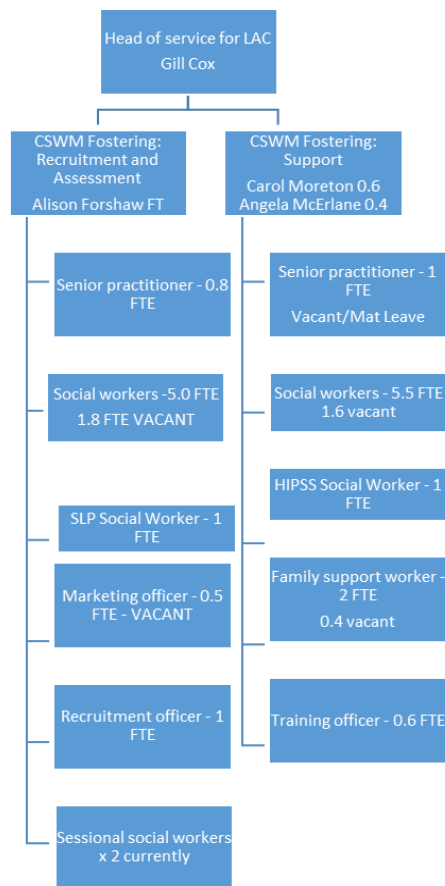 Head of service for LAC
Gill Cox
CSWM Fostering:
Recruitment and
Assessment
Alison Forshaw FT
CSWM Fostering:
Support
Carol Moreton 0.6
Angela McErlane 0.4
Senior practitioner - 0.8
FTE
Social workers -5.0 FTE
1.8 FTE VACANT
SLP Social Worker - 1
FTE
Marketing officer - 0.5
FTE - VACANT
Recruitment officer - 1
FTE
Sessional social workers
x 2 currently
Senior practitioner - 1
FTE
Vacant/Mat Leave
Social workers - 5.5 FTE
1.6 vacant
HIPSS Social Worker - 1
FTE
Family support worker -
2 FTE
0.4 vacant
Training officer - 0.6 FTE